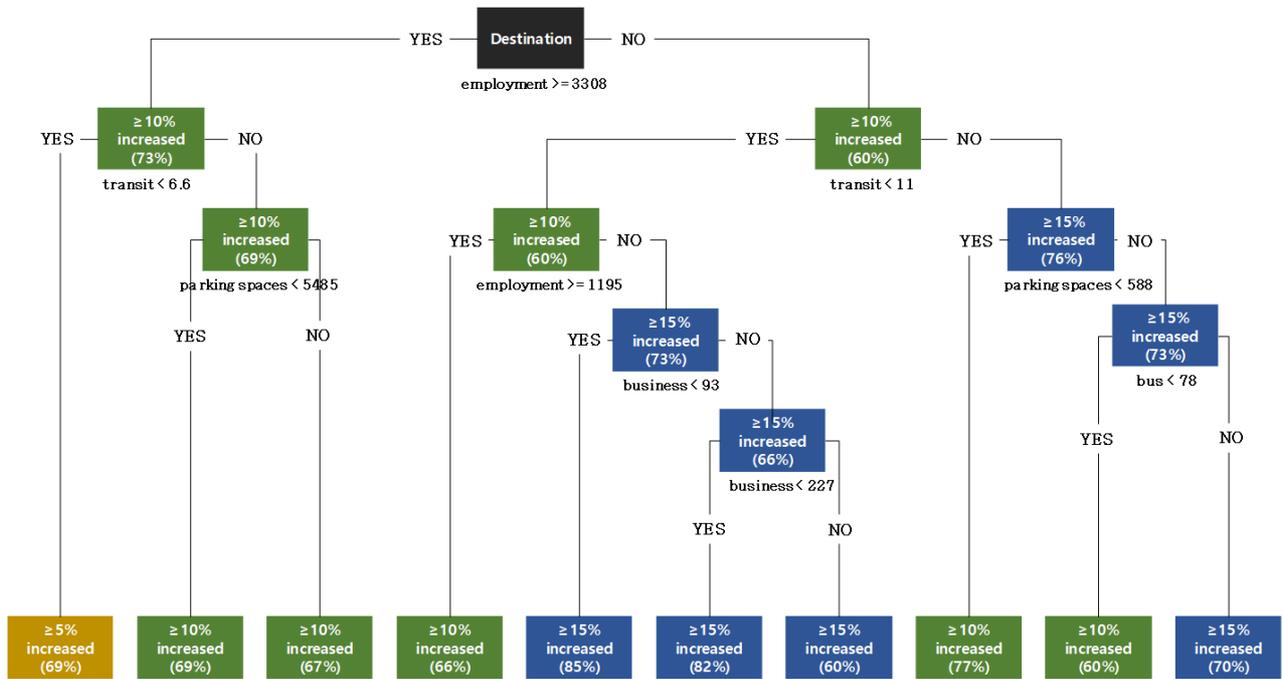 YES
Destination
NO
employment >=3308
YES
≥10%
increased
(73%)
NO
transit < 6.6
YES
≥10%
increased
(60%)
NO
transit < 11
≥10%
increased
(69%)
parking spaces < 5485
YES
≥10%
increased
(60%)
NO
employment >= 1195
YES
≥15%
increased
(76%)
NO
parking spaces < 588
YES
NO
YES
≥15%
increased
(73%)
NO
business < 93
≥15%
increased
(73%)
bus < 78
≥15%
increased
(66%)
business < 227
YES
NO
YES
NO
≥5%
increased
(69%)
≥10%
increased
(69%)
≥10%
increased
(67%)
≥10%
increased
(66%)
≥15%
increased
(85%)
≥15%
increased
(82%)
≥15%
increased
(60%)
≥10%
increased
(77%)
≥10%
increased
(60%)
≥15%
increased
(70%)